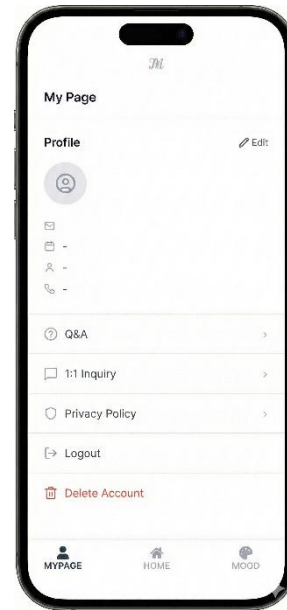 My Page
Profile
Edit
-
-
-
Q&A
1:1 Inquiry
Privacy Policy
Logout
Delete Account
MYPAGE HOME MOOD